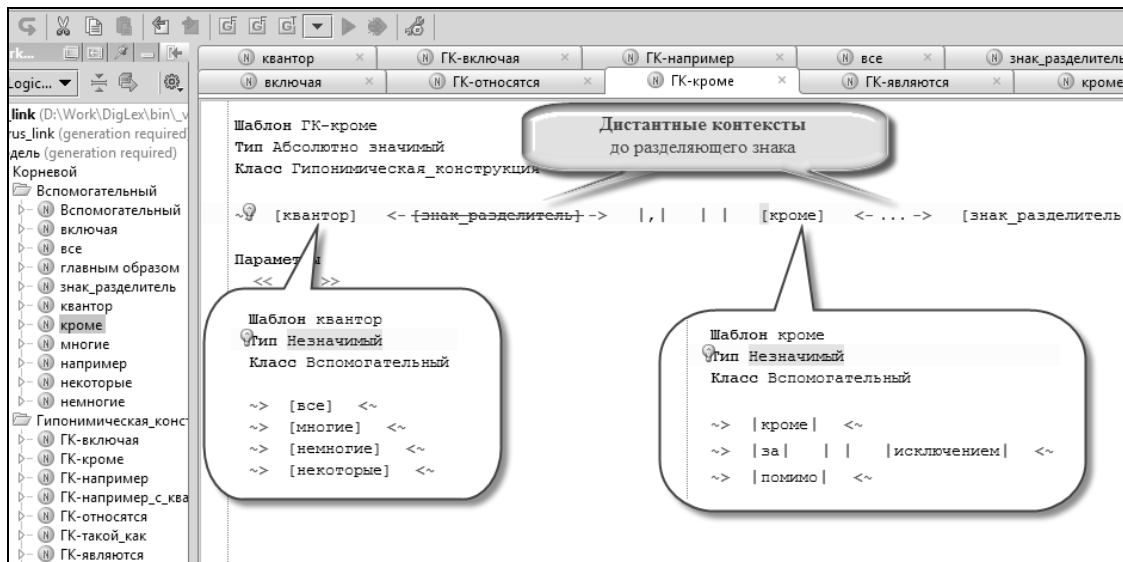 квантор × ГК-включая × ГК-например × все × знак_разделитель
включая × ГК-относятся × ГК-кроме × ГК-являются × кроме
Logic...
_link (D:\Work\DigLex\bin\_v
rus_link (generation required)
дель (generation required)
Корневой
Вспомогательный
Вспомогательный
включая
все
главным образом
знак_разделитель
квантор
кроме
многие
например
некоторые
немногие
Гипонимическая_конст
ГК-включая
ГК-кроме
ГК-например
ГК-например_с_ква
ГК-относятся
ГК-такой_как
ГК-являются
Шаблон ГК-кроме
Тип Абсолютно значимый
Класс Гипонимическая_конструкция
Дистантные контексты
до разделяющего знака
~ [квантор] <- {знак_разделитель} -> |,| | | [кроме] <- ... -> [знак_разделитель
Параметры
<< >>
Шаблон квантор
Тип Незначимый
Класс Вспомогательный
~> [все] <~
~> [многие] <~
~> [немногие] <~
~> [некоторые] <~
Шаблон кроме
Тип Незначимый
Класс Вспомогательный
~> |кроме| <~
~> |за| | | |исключением| <~
~> |помимо| <~